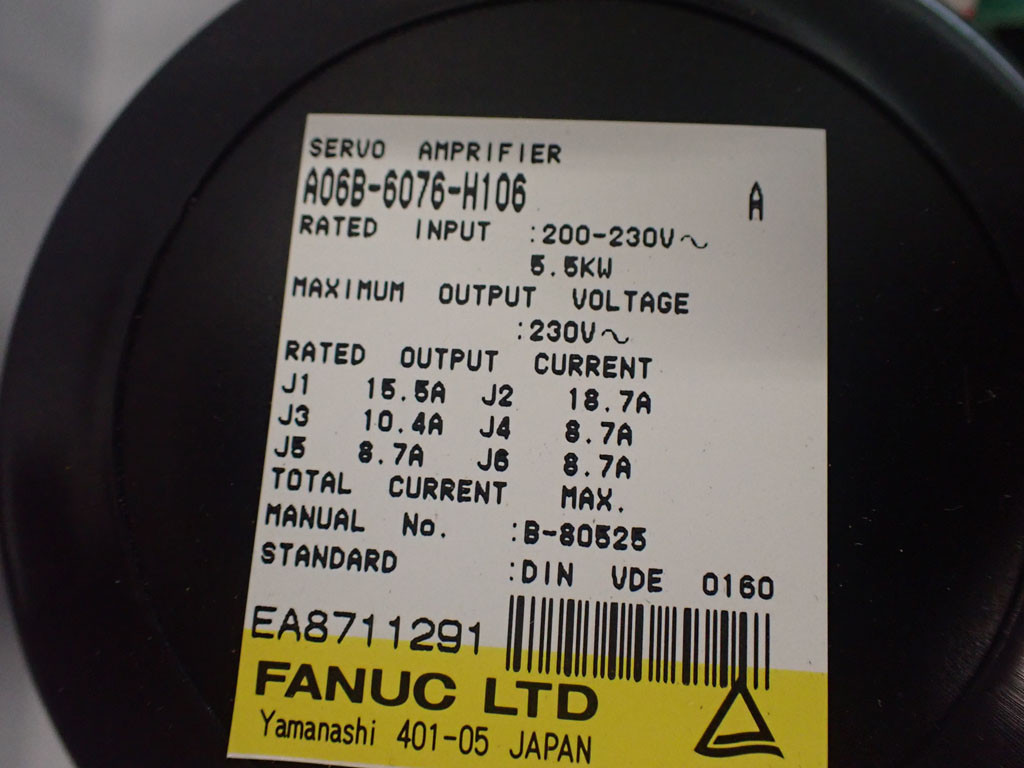 SERVO AMPRIFIER
A06B-6076-H106 A
RATED INPUT :200-230V~
5.5KW
MAXIMUM OUTPUT VOLTAGE
:230V~
RATED OUTPUT CURRENT
J1 15.5A J2 18.7A
J3 10.4A J4 8.7A
J5 8.7A J6 8.7A
TOTAL CURRENT MAX.
MANUAL No. :B-80525
STANDARD :DIN VDE 0160
EA8711291
FANUC LTD
Yamanashi 401-05 JAPAN